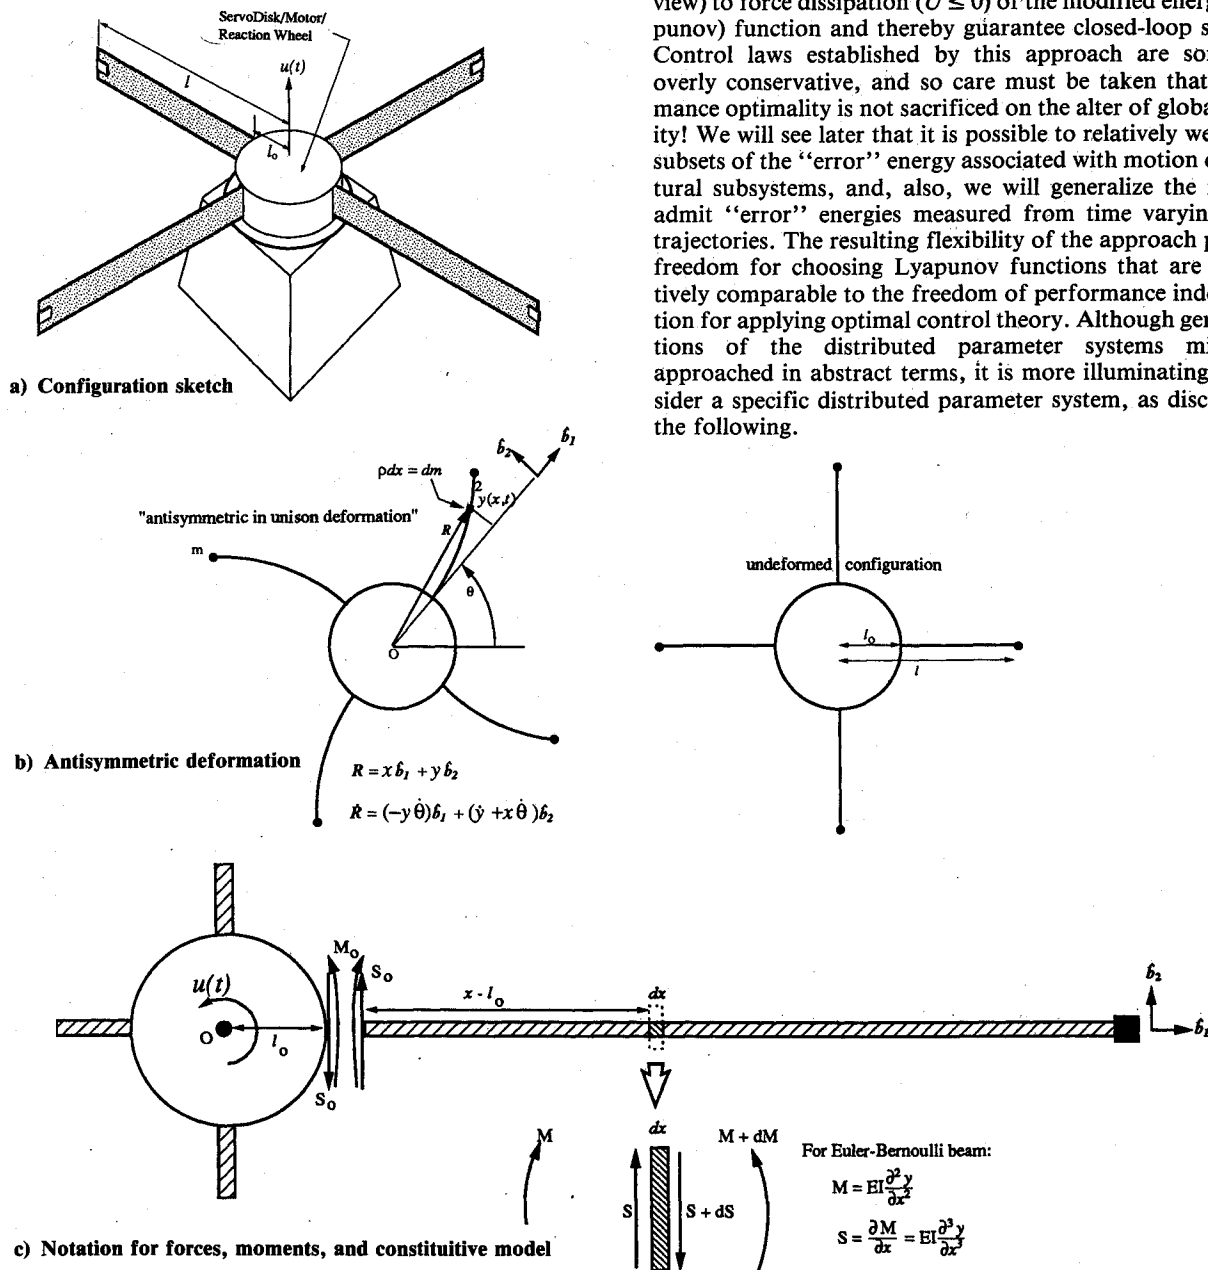 ServoDisk/Motor/
Reaction Wheel
u(t)
l
l₀
a) Configuration sketch
view) to force dissipation (U̇ ≤ 0) of the modified energ
punov) function and thereby guarantee closed-loop s
Control laws established by this approach are so
overly conservative, and so care must be taken that
mance optimality is not sacrificed on the alter of globa
ity! We will see later that it is possible to relatively we
subsets of the “error” energy associated with motion
tural subsystems, and, also, we will generalize the
admit “error” energies measured from time varyin
trajectories. The resulting flexibility of the approach p
freedom for choosing Lyapunov functions that are
tively comparable to the freedom of performance inde
tion for applying optimal control theory. Although gen
tions of the distributed parameter systems mi
approached in abstract terms, it is more illuminating
sider a specific distributed parameter system, as disc
the following.
b̂₂
b̂₁
ρdx = dm
2
y(x,t)
"antisymmetric in unison deformation"
R
m
θ
O
b) Antisymmetric deformation
R = x b̂₁ + y b̂₂
Ṙ = (-y θ̇) b̂₁ + (ẏ + x θ̇ ) b̂₂
undeformed configuration
l₀
l
M₀
S₀
u(t)
x - l₀
dx
b̂₂
b̂₁
O
l₀
S₀
dx
M
M + dM
S
S + dS
For Euler-Bernoulli beam:
M = EI ∂²y/∂x²
S = ∂M/∂x = EI ∂³y/∂x³
c) Notation for forces, moments, and constituitive model